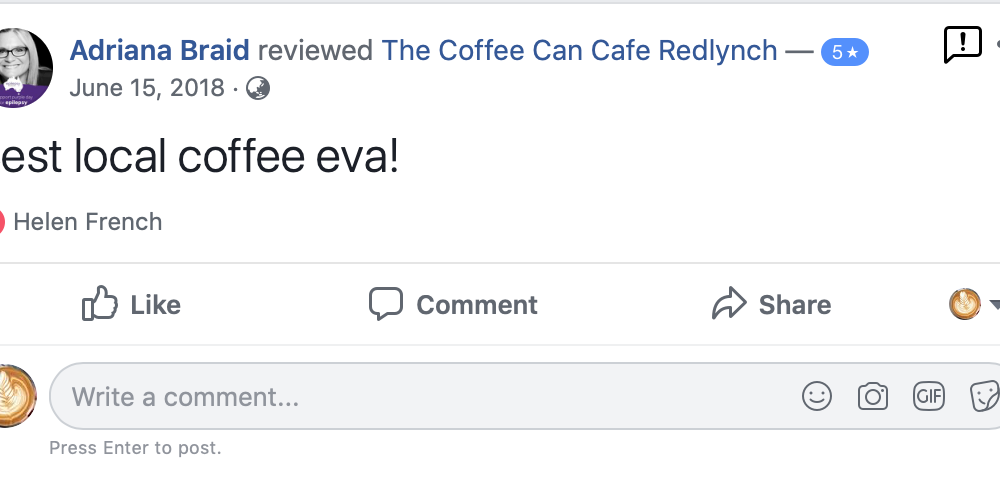 Adriana Braid reviewed The Coffee Can Cafe Redlynch — 5★
June 15, 2018 ·
est local coffee eva!
Helen French
Like Comment Share
Write a comment... GIF
Press Enter to post.